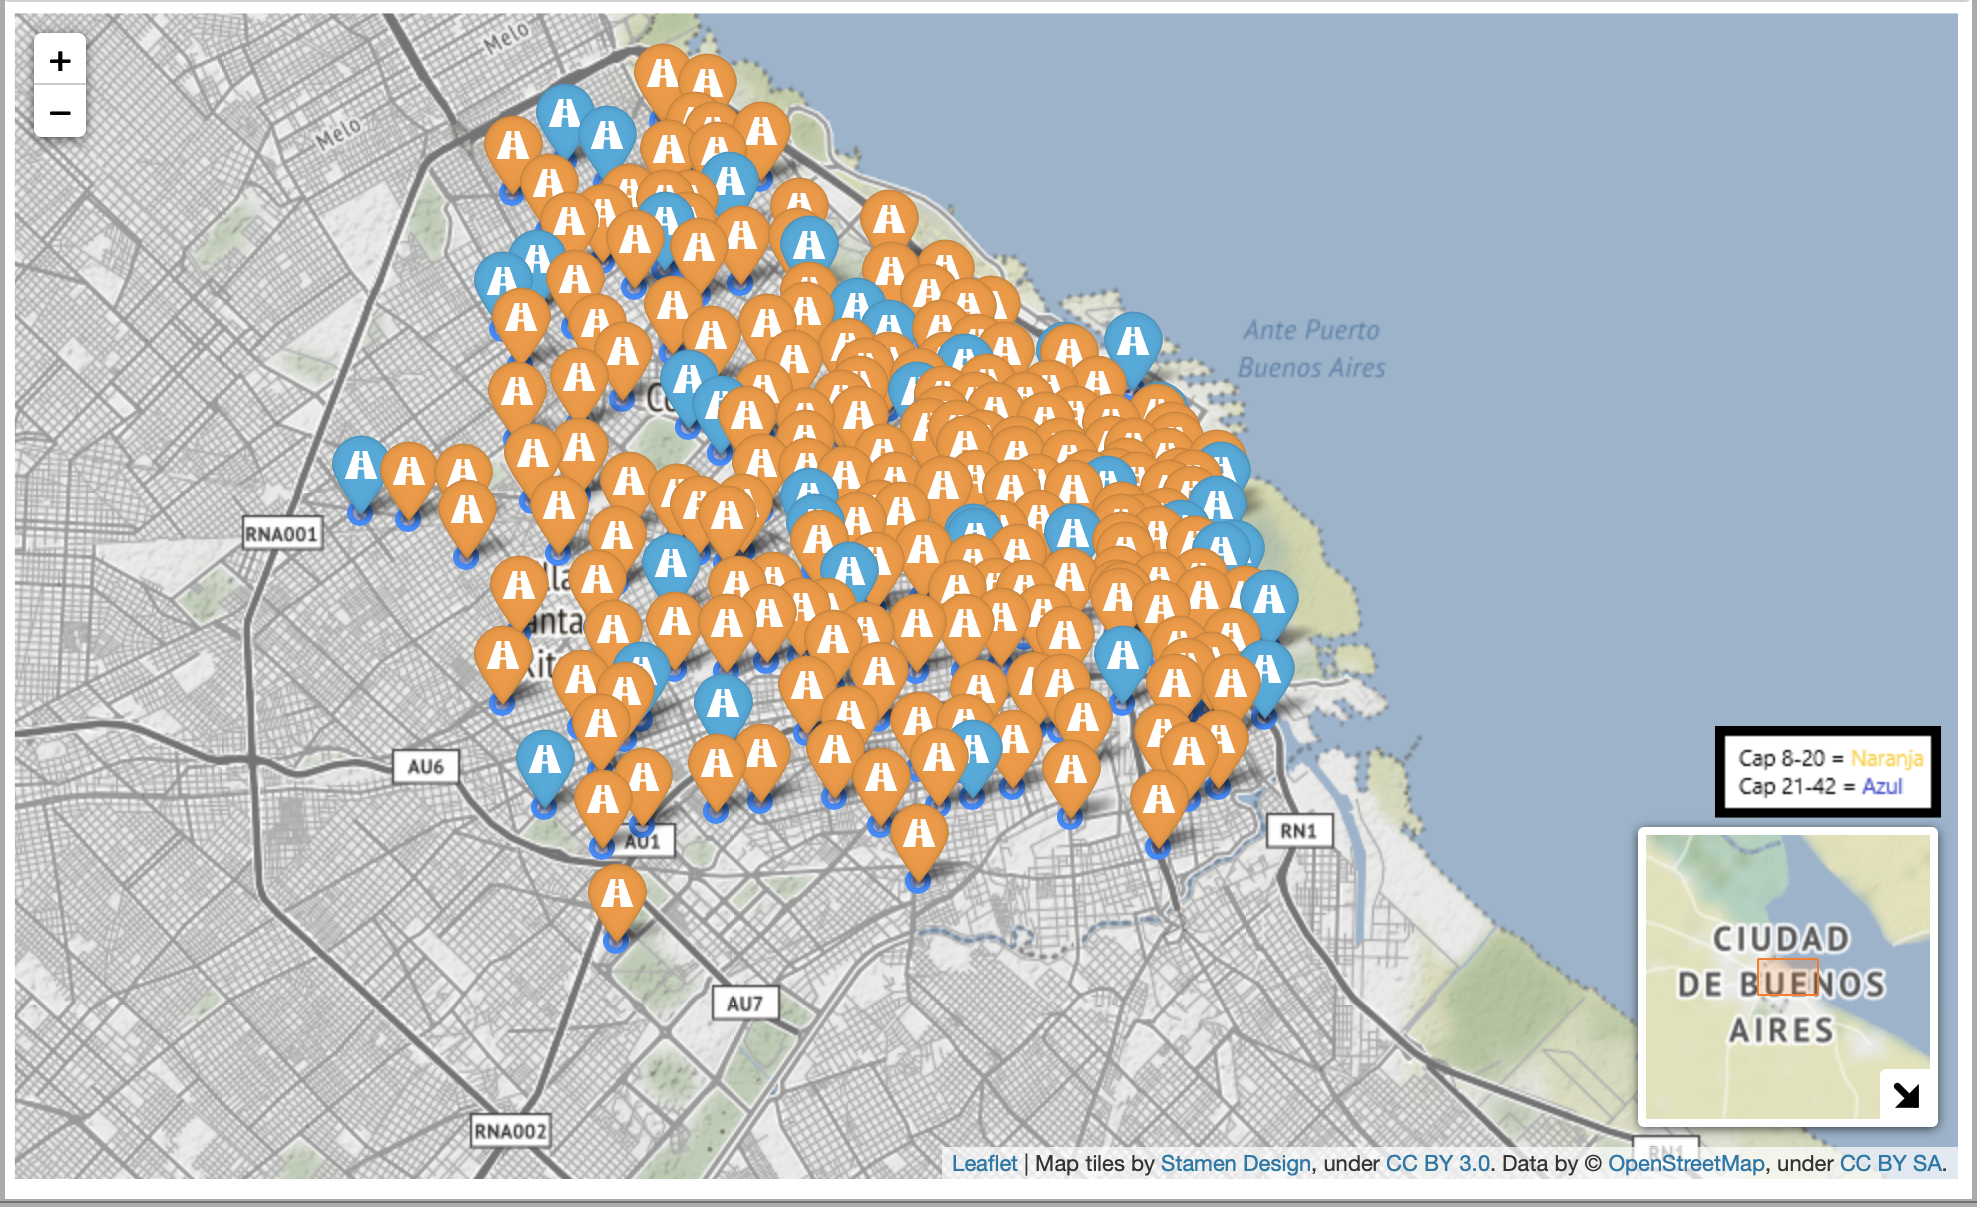 +
−
Melo
Melo
Ante Puerto
Buenos Aires
RNA001
AU6
AU1
RN1
AU7
RNA002
Cap 8-20 = Naranja
Cap 21-42 = Azul
CIUDAD
DE BUENOS
AIRES
RN1
Leaflet | Map tiles by Stamen Design, under CC BY 3.0. Data by © OpenStreetMap, under CC BY SA.